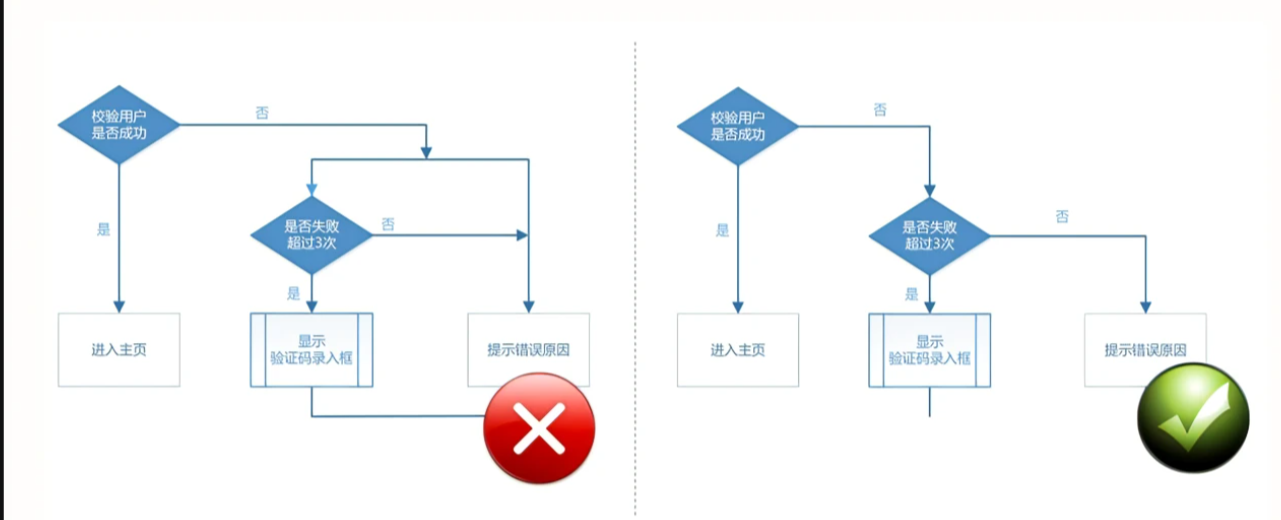 校验用户
是否成功
否
是
是否失败
超过3次
否
是
进入主页
显示
验证码录入框
提示错误原因
校验用户
是否成功
否
是
是否失败
超过3次
否
是
进入主页
显示
验证码录入框
提示错误原因